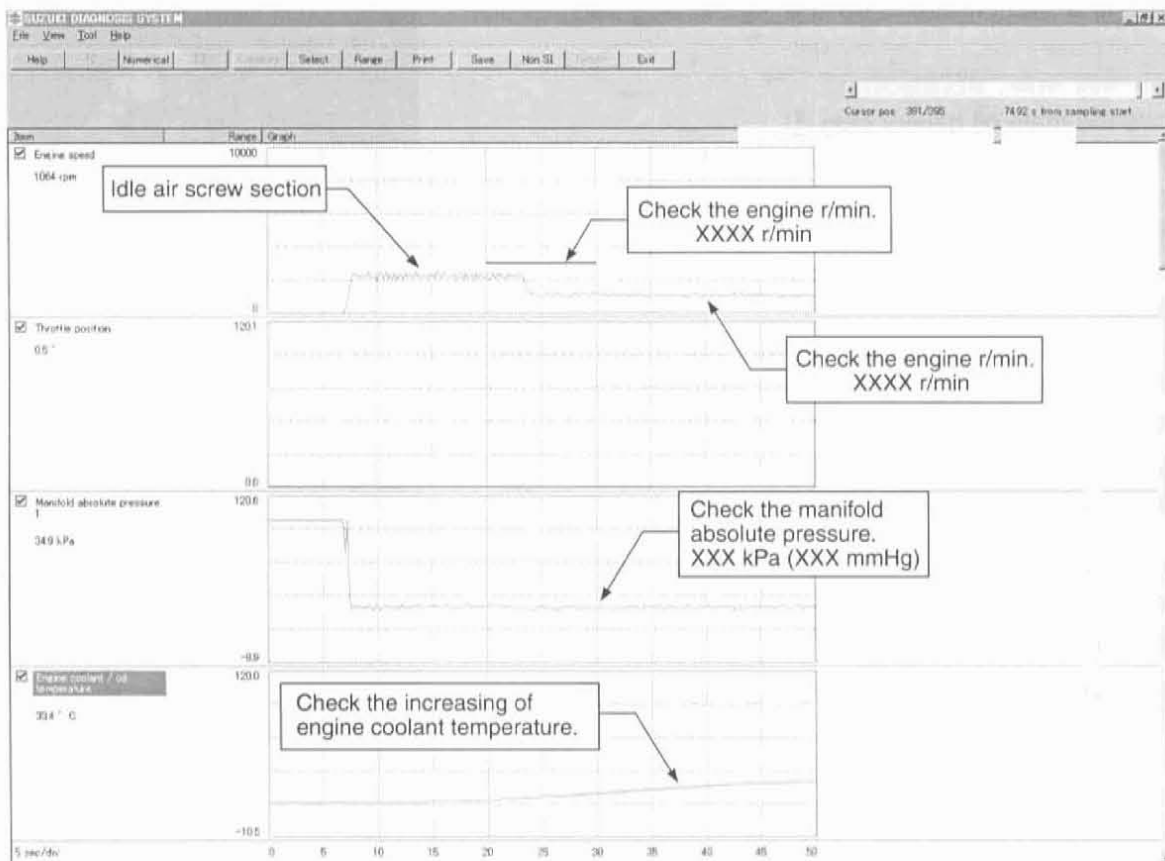 SUZUKI DIAGNOSIS SYSTEM
File View Tool Help
Help Numerical Select Range Print Save Non SI Exit
Cursor pos 391/395 74.92 s from sampling start
Item Range Graph
Engine speed 10000
1064 rpm
0
Idle air screw section
Check the engine r/min.
XXXX r/min
Throttle position 120.1
0.5 °
0.0
Check the engine r/min.
XXXX r/min
Manifold absolute pressure 120.6
1
34.9 kPa
-8.9
Check the manifold
absolute pressure.
XXX kPa (XXX mmHg)
Engine coolant / oil 120.0
temperature
° C
-10.5
Check the increasing of
engine coolant temperature.
5 sec/div 0 5 10 15 20 25 30 35 40 45 50